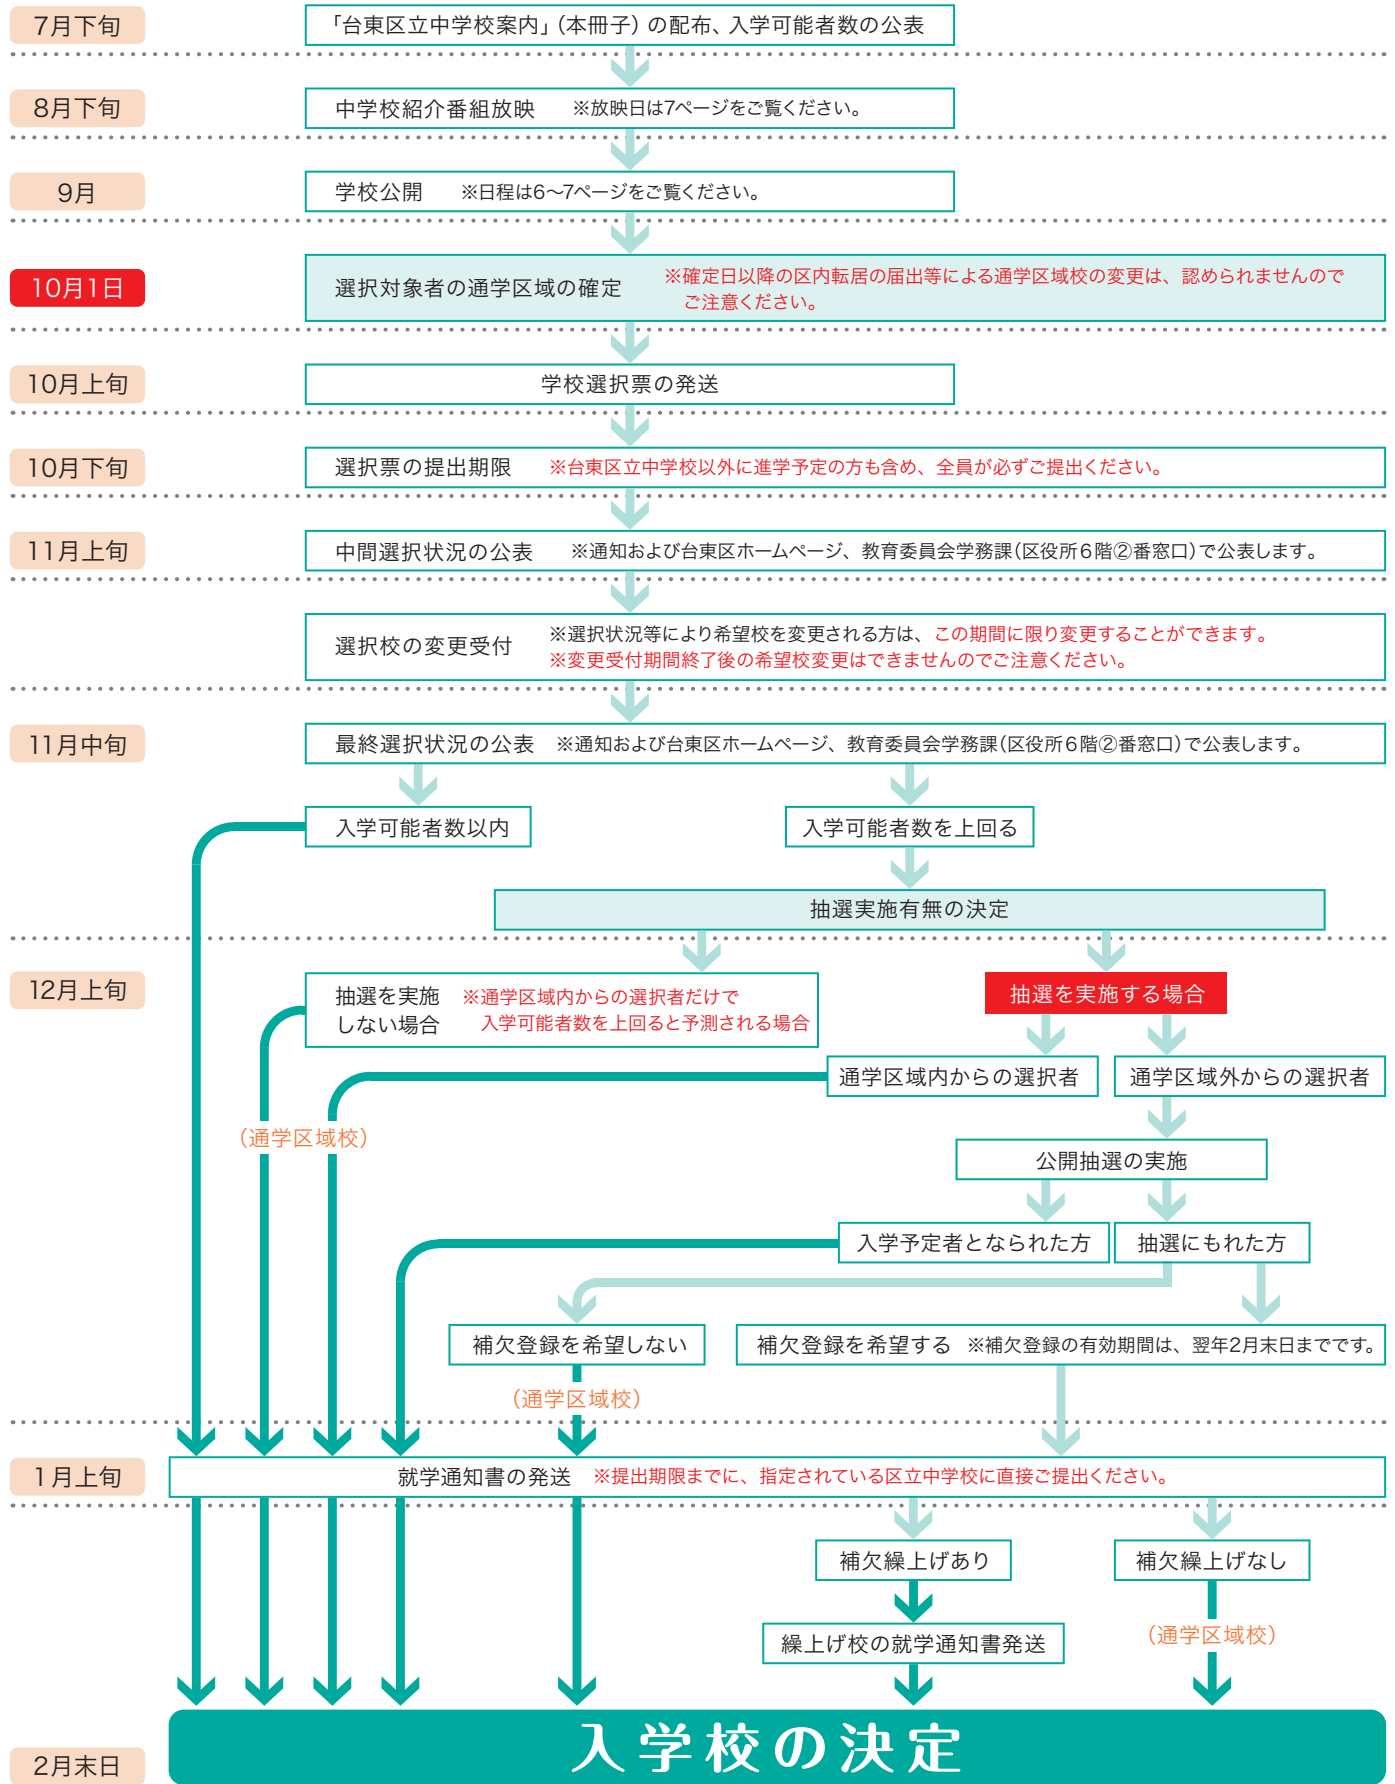 7月下旬
「台東区立中学校案内」(本冊子)の配布、入学可能者数の公表
8月下旬
中学校紹介番組放映 ※放映日は7ページをご覧ください。
9月
学校公開 ※日程は6〜7ページをご覧ください。
10月1日
選択対象者の通学区域の確定 ※確定日以降の区内転居の届出等による通学区域校の変更は、認められませんので
ご注意ください。
10月上旬
学校選択票の発送
10月下旬
選択票の提出期限 ※台東区立中学校以外に進学予定の方も含め、全員が必ずご提出ください。
11月上旬
中間選択状況の公表 ※通知および台東区ホームページ、教育委員会学務課(区役所6階②番窓口)で公表します。
選択校の変更受付
※選択状況等により希望校を変更される方は、この期間に限り変更することができます。
※変更受付期間終了後の希望校変更はできませんのでご注意ください。
11月中旬
最終選択状況の公表 ※通知および台東区ホームページ、教育委員会学務課(区役所6階②番窓口)で公表します。
入学可能者数以内
入学可能者数を上回る
抽選実施有無の決定
12月上旬
抽選を実施
しない場合
※通学区域内からの選択者だけで
入学可能者数を上回ると予測される場合
抽選を実施する場合
通学区域内からの選択者
通学区域外からの選択者
(通学区域校)
公開抽選の実施
入学予定者となられた方
抽選にもれた方
補欠登録を希望しない
補欠登録を希望する ※補欠登録の有効期間は、翌年2月末日までです。
(通学区域校)
1月上旬
就学通知書の発送 ※提出期限までに、指定されている区立中学校に直接ご提出ください。
補欠繰上げあり
補欠繰上げなし
繰上げ校の就学通知書発送
(通学区域校)
2月末日
入学校の決定